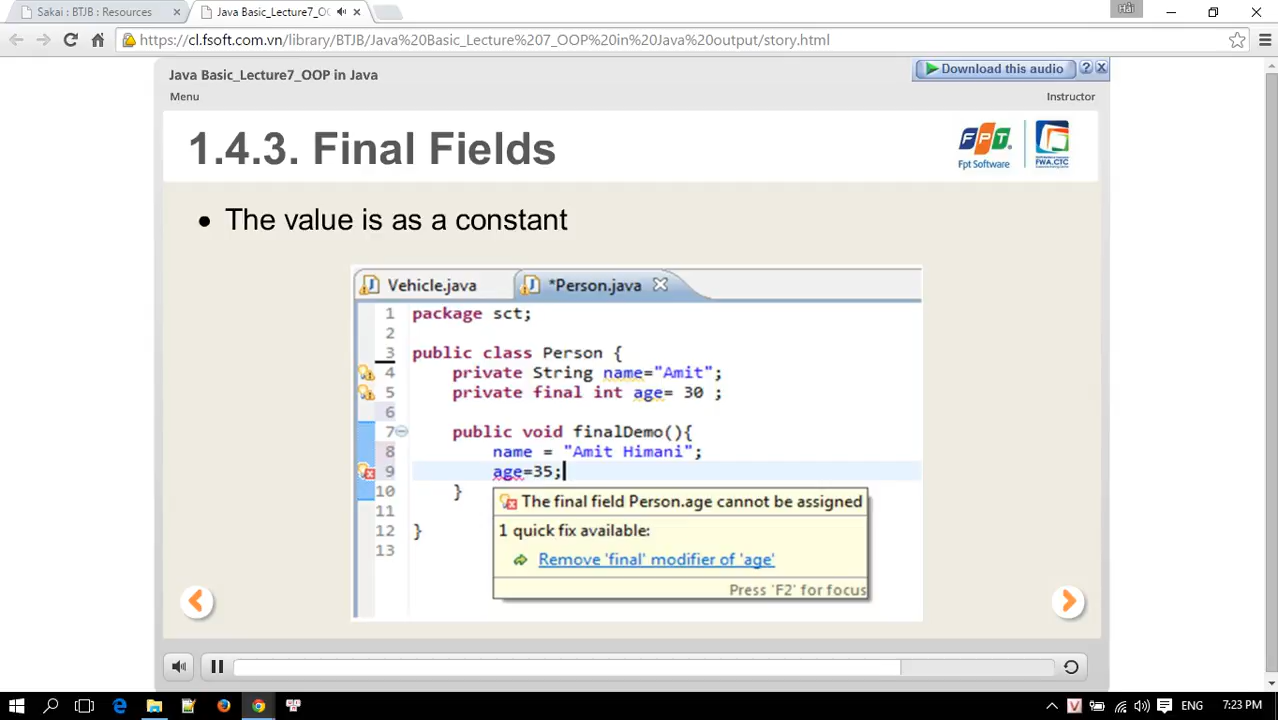 Sakai : BTJB : Resources
Java Basic_Lecture7_OO
Hải
https://cl.fsoft.com.vn/library/BTJB/Java%20Basic_Lecture%207_OOP%20in%20Java%20output/story.html
Java Basic_Lecture7_OOP in Java
Download this audio ?
Menu
Instructor
1.4.3. Final Fields
FPT
Fpt Software
FWA.CTC
• The value is as a constant
Vehicle.java
*Person.java
1 package sct;
2
3 public class Person {
4 private String name="Amit";
5 private final int age= 30 ;
6
7 public void finalDemo(){
8 name = "Amit Himani";
9 age=35;
10 }
11
12 }
13
The final field Person.age cannot be assigned
1 quick fix available:
Remove 'final' modifier of 'age'
Press 'F2' for focus
ENG
7:23 PM